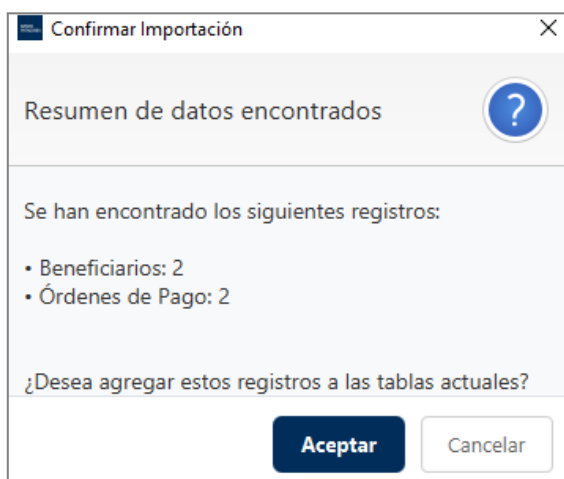 Confirmar Importación
Resumen de datos encontrados
?
Se han encontrado los siguientes registros:
• Beneficiarios: 2
• Órdenes de Pago: 2
¿Desea agregar estos registros a las tablas actuales?
Aceptar
Cancelar